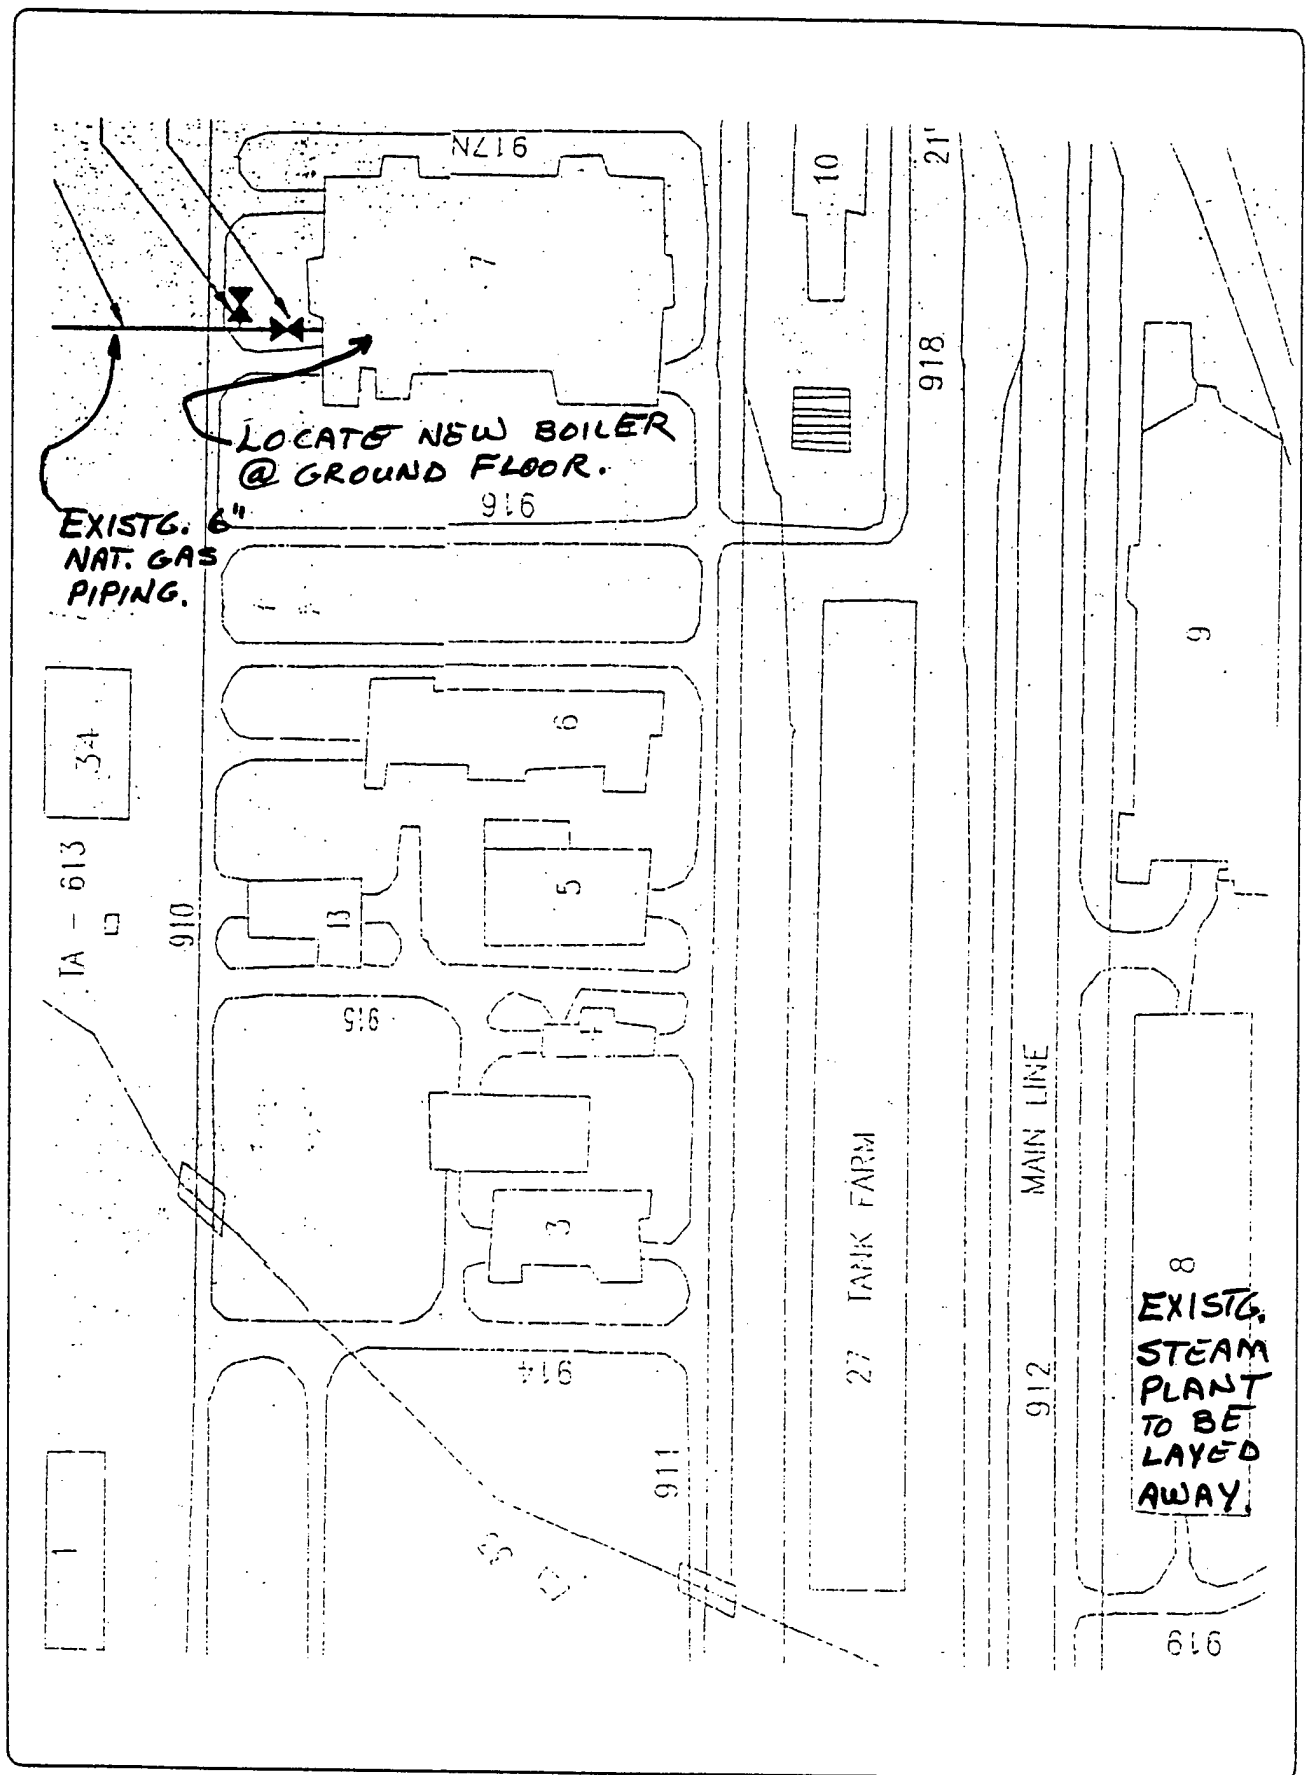 917N
7
10
21'
918
LOCATE NEW BOILER
@ GROUND FLOOR.
916
EXISTG. 6"
NAT. GAS
PIPING.
9
34
6
TA - 613
5
13
910
915
4
MAIN LINE
3
27 TANK FARM
8
EXISTG.
STEAM
PLANT
TO BE
LAYED
AWAY.
914
912
911
1
919